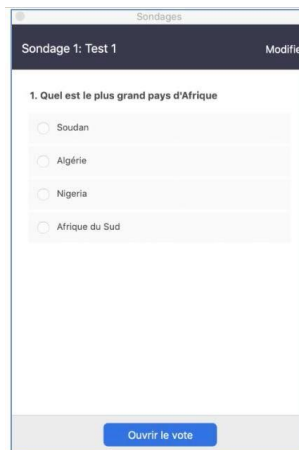 Sondages
Sondage 1: Test 1 Modifie
1. Quel est le plus grand pays d'Afrique
Soudan
Algérie
Nigeria
Afrique du Sud
Ouvrir le vote